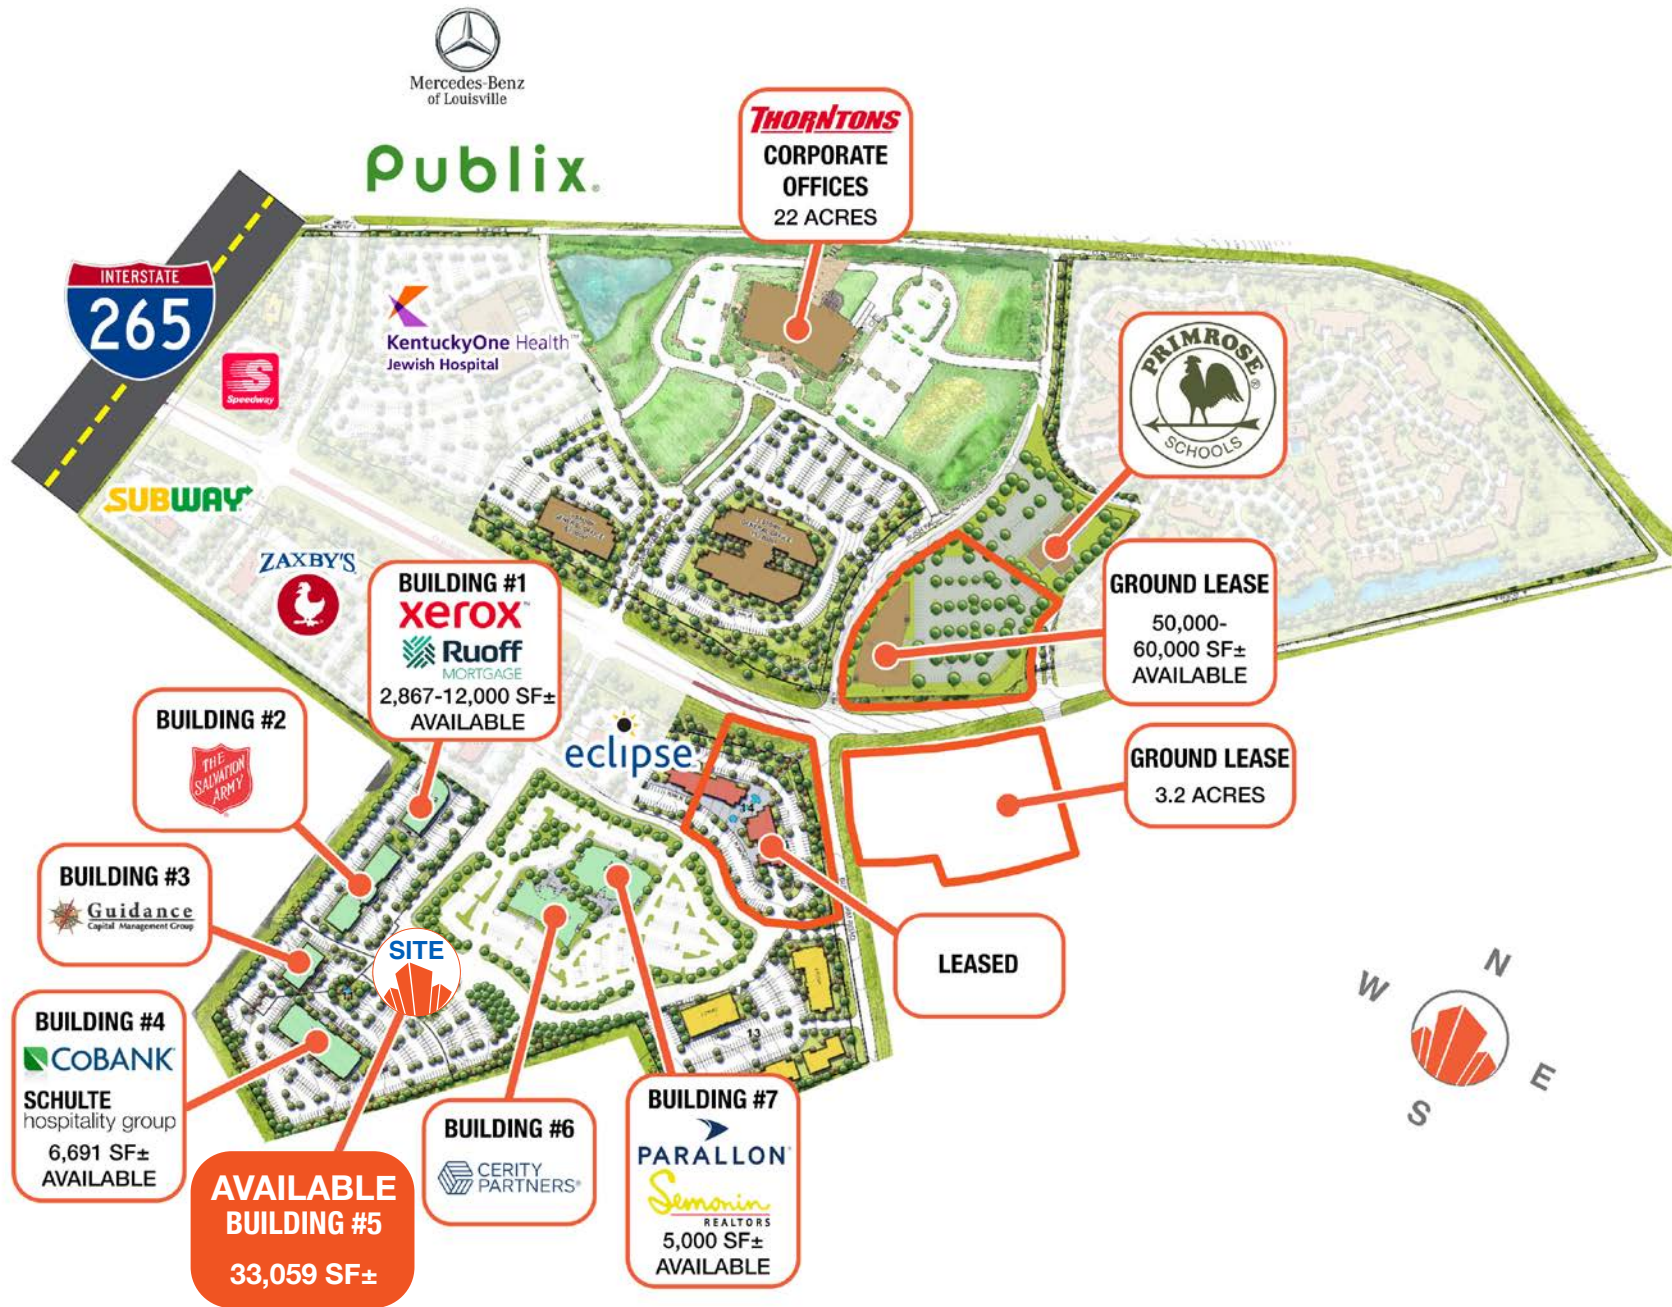 Mercedes-Benz
of Louisville
Publix®
THORNTONS
CORPORATE
OFFICES
22 ACRES
INTERSTATE
265
KentuckyOne Health™
Jewish Hospital
S
Speedway
SUBWAY
ZAXBY'S
PRIMROSE®
SCHOOLS
BUILDING #1
xerox™
Ruoff
MORTGAGE
2,867-12,000 SF±
AVAILABLE
GROUND LEASE
50,000-
60,000 SF±
AVAILABLE
BUILDING #2
THE
SALVATION
ARMY
eclipse
14
GROUND LEASE
3.2 ACRES
BUILDING #3
Guidance
Capital Management Group
SITE
LEASED
13
BUILDING #4
COBANK
SCHULTE
hospitality group
6,691 SF±
AVAILABLE
AVAILABLE
BUILDING #5
33,059 SF±
BUILDING #6
CERITY
PARTNERS®
BUILDING #7
PARALLON
Semonin
REALTORS
5,000 SF±
AVAILABLE
N
W
E
S